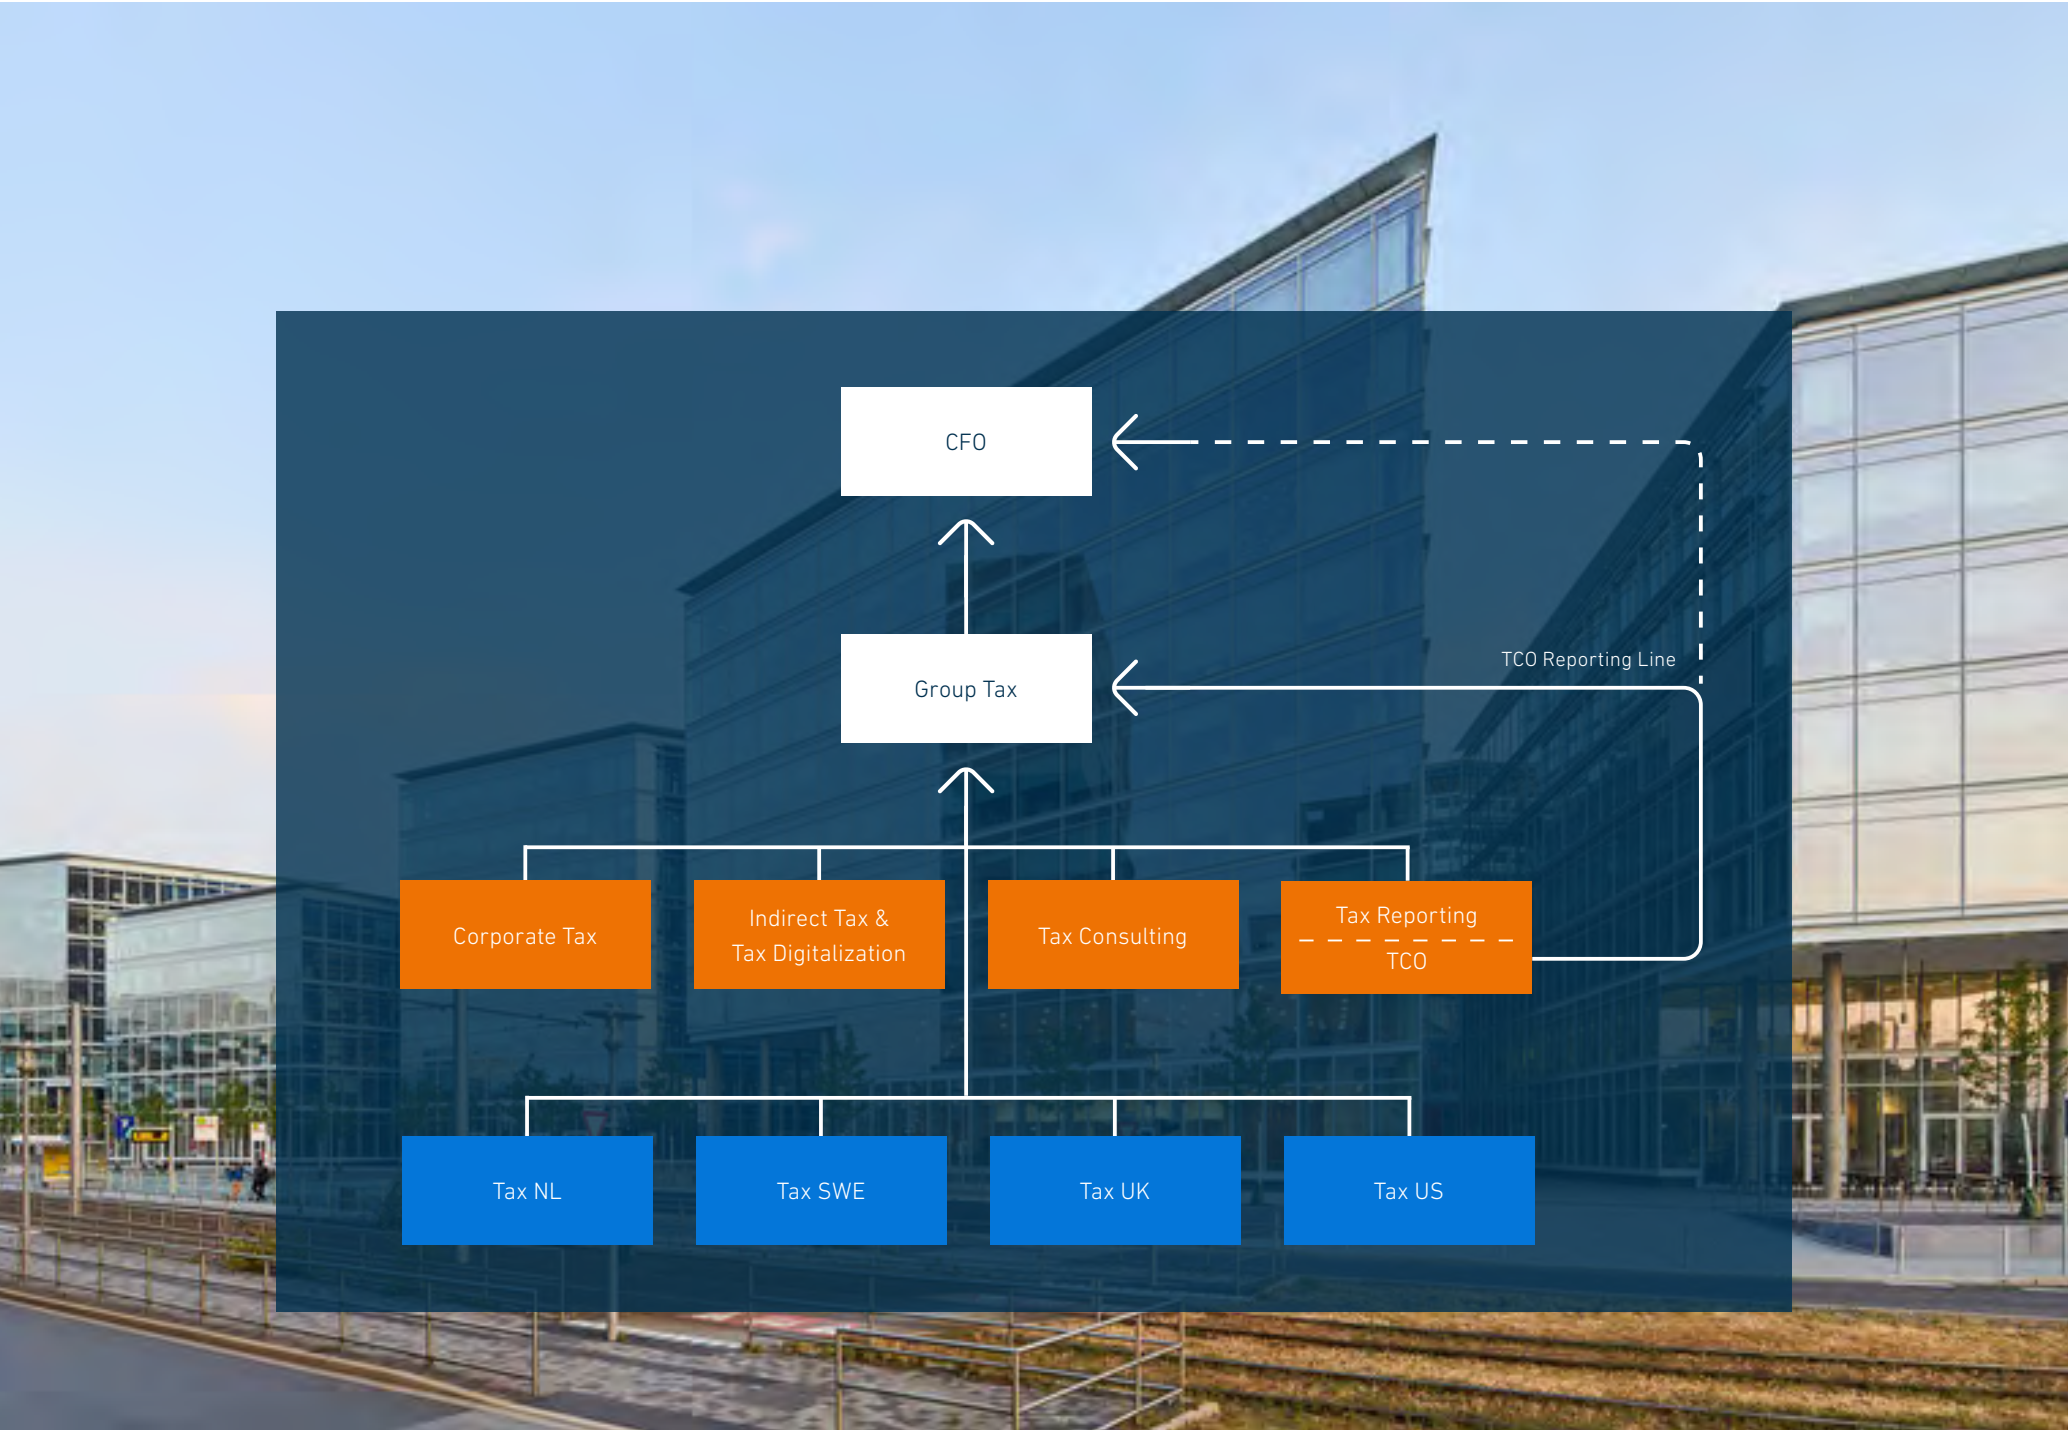 CFO
TCO Reporting Line
Group Tax
Corporate Tax
Indirect Tax &
Tax Digitalization
Tax Consulting
Tax Reporting
TCO
Tax NL
Tax SWE
Tax UK
Tax US